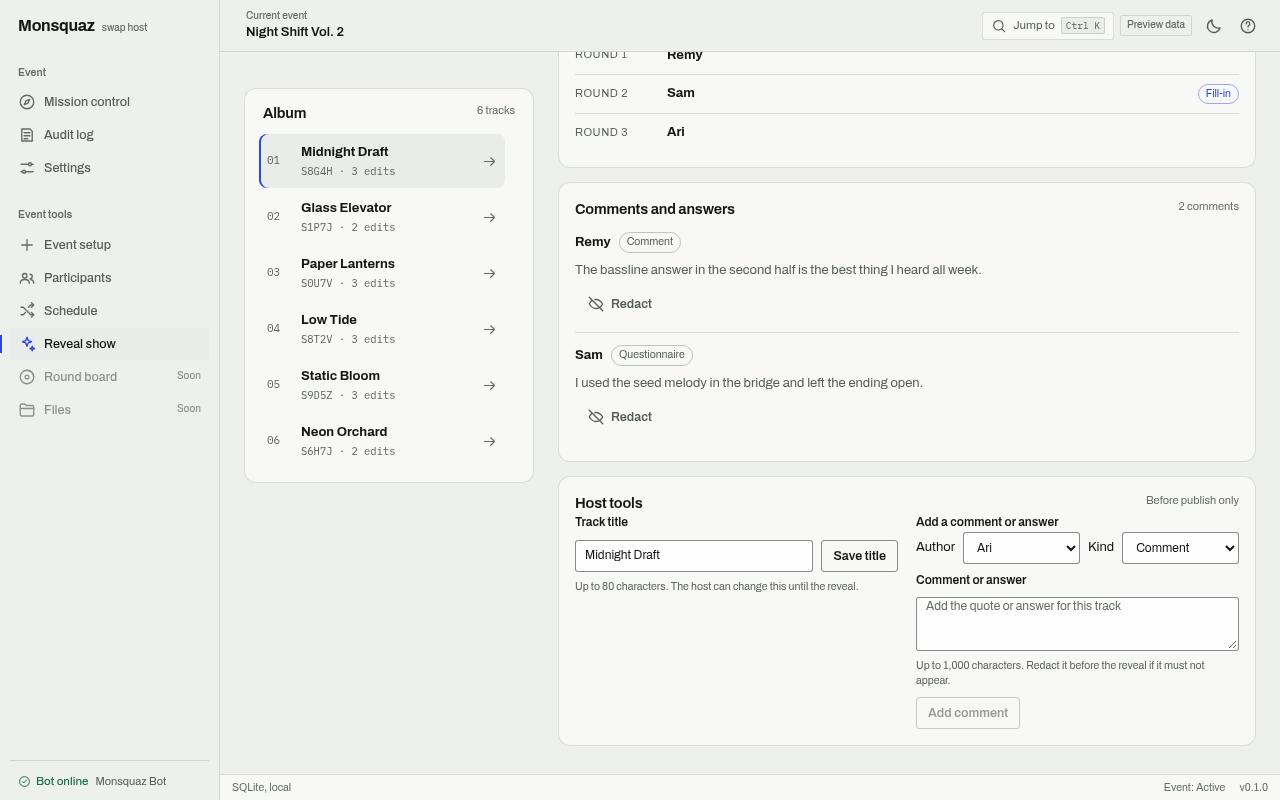 Monsquaz swap host
Event
Mission control
Audit log
Settings
Event tools
Event setup
Participants
Schedule
Reveal show
Round board Soon
Files Soon
Bot online Monsquaz Bot
Current event
Night Shift Vol. 2
Jump to Ctrl K
Preview data
Album 6 tracks
01 Midnight Draft
S8G4H · 3 edits
02 Glass Elevator
S1P7J · 2 edits
03 Paper Lanterns
S0U7V · 3 edits
04 Low Tide
S8T2V · 3 edits
05 Static Bloom
S9D5Z · 3 edits
06 Neon Orchard
S6H7J · 2 edits
ROUND 1 Remy
ROUND 2 Sam Fill-in
ROUND 3 Ari
Comments and answers 2 comments
Remy Comment
The bassline answer in the second half is the best thing I heard all week.
Redact
Sam Questionnaire
I used the seed melody in the bridge and left the ending open.
Redact
Host tools Before publish only
Track title
Midnight Draft Save title
Up to 80 characters. The host can change this until the reveal.
Add a comment or answer
Author Ari Kind Comment
Comment or answer
Add the quote or answer for this track
Up to 1,000 characters. Redact it before the reveal if it must not
appear.
Add comment
SQLite, local Event: Active v0.1.0